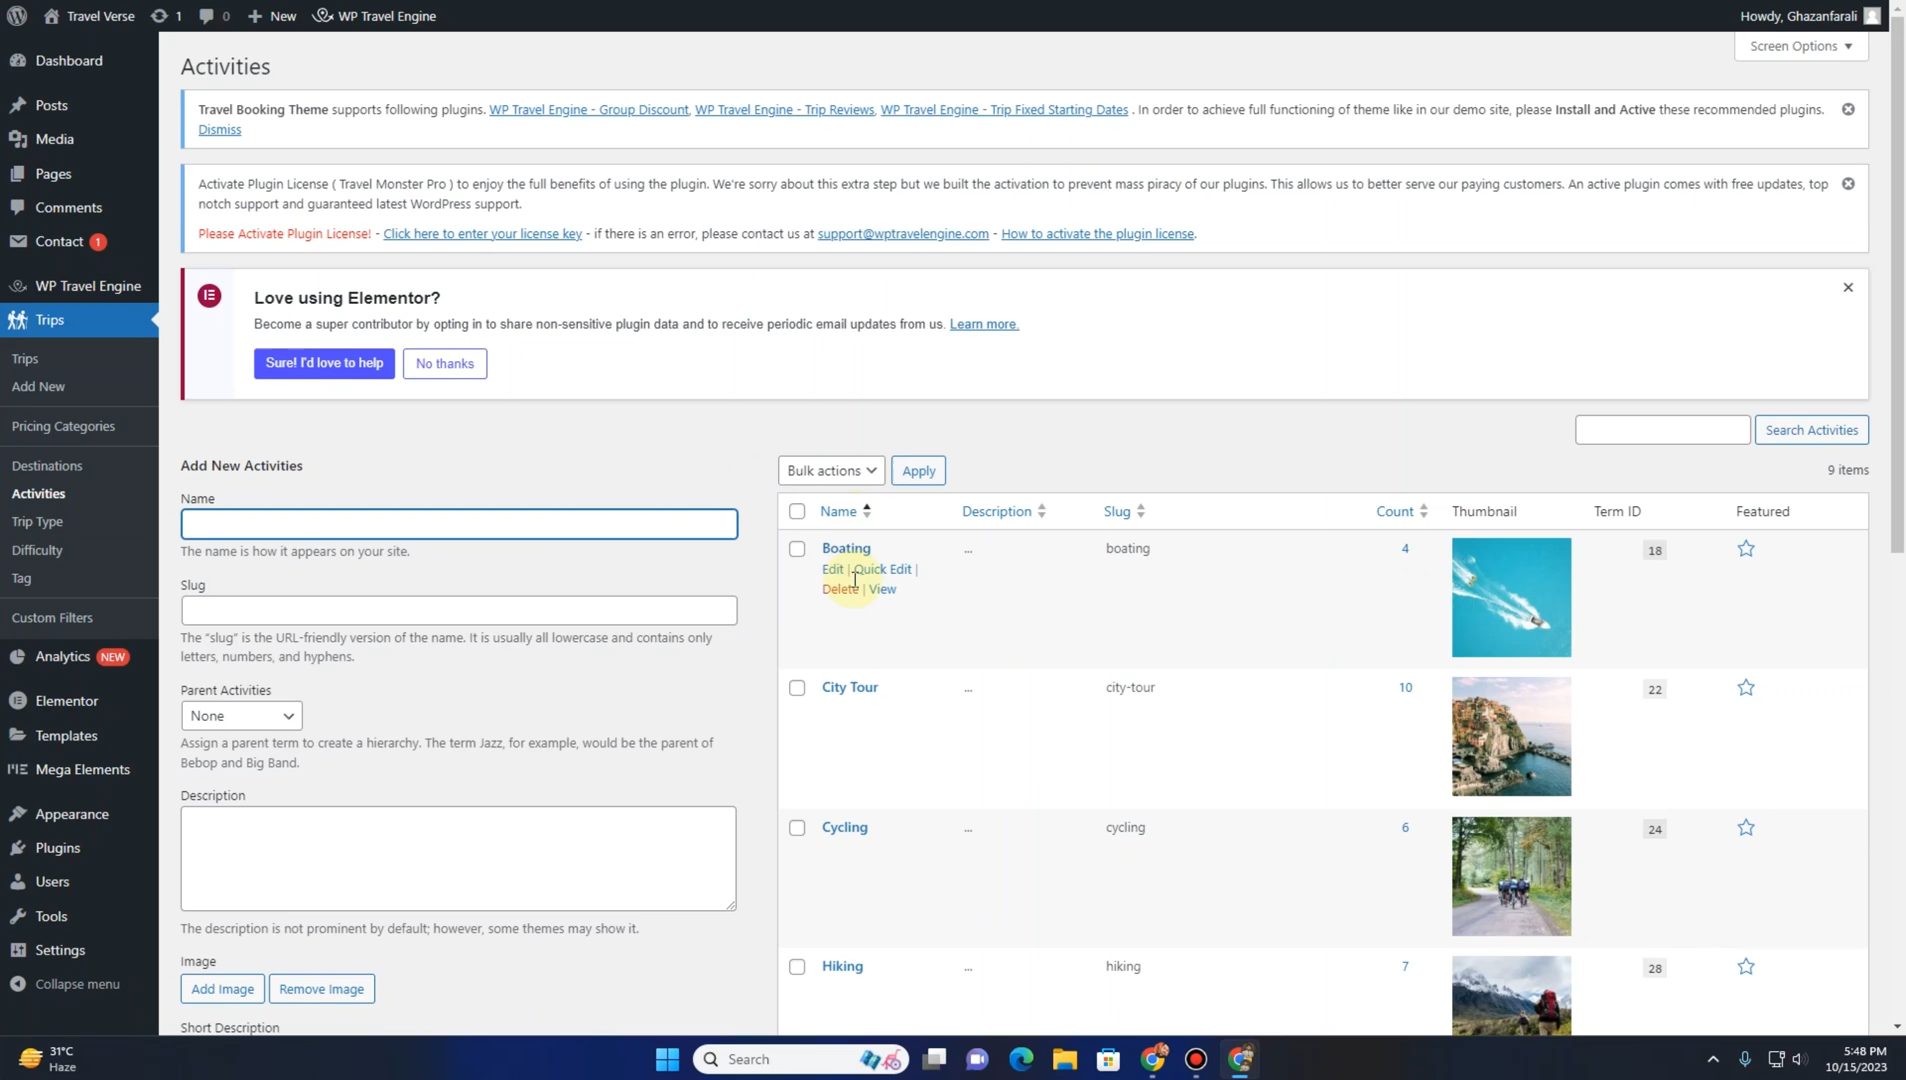 Travel Verse 1 0 New WP Travel Engine Howdy, Ghazanfarali
Screen Options
Dashboard
Posts
Media
Pages
Comments
Contact 1
WP Travel Engine
Trips
Trips
Add New
Pricing Categories
Destinations
Activities
Trip Type
Difficulty
Tag
Custom Filters
Analytics NEW
Elementor
Templates
Mega Elements
Appearance
Plugins
Users
Tools
Settings
Collapse menu
Activities
Travel Booking Theme supports following plugins. WP Travel Engine - Group Discount, WP Travel Engine - Trip Reviews, WP Travel Engine - Trip Fixed Starting Dates . In order to achieve full functioning of theme like in our demo site, please Install and Active these recommended plugins.
Dismiss
Activate Plugin License ( Travel Monster Pro ) to enjoy the full benefits of using the plugin. We're sorry about this extra step but we built the activation to prevent mass piracy of our plugins. This allows us to better serve our paying customers. An active plugin comes with free updates, top
notch support and guaranteed latest WordPress support.
Please Activate Plugin License! - Click here to enter your license key - if there is an error, please contact us at support@wptravelengine.com - How to activate the plugin license.
Love using Elementor?
Become a super contributor by opting in to share non-sensitive plugin data and to receive periodic email updates from us. Learn more.
Sure! I'd love to help No thanks
Search Activities
Add New Activities
Name
The name is how it appears on your site.
Slug
The “slug” is the URL-friendly version of the name. It is usually all lowercase and contains only
letters, numbers, and hyphens.
Parent Activities
None
Assign a parent term to create a hierarchy. The term Jazz, for example, would be the parent of
Bebop and Big Band.
Description
The description is not prominent by default; however, some themes may show it.
Image
Add Image Remove Image
Short Description
Bulk actions Apply 9 items
Name Description Slug Count Thumbnail Term ID Featured
Boating ... boating 4 18
Edit | Quick Edit |
Delete | View
City Tour ... city-tour 10 22
Cycling ... cycling 6 24
Hiking ... hiking 7 28
31°C
Haze
Search
5:48 PM
10/15/2023